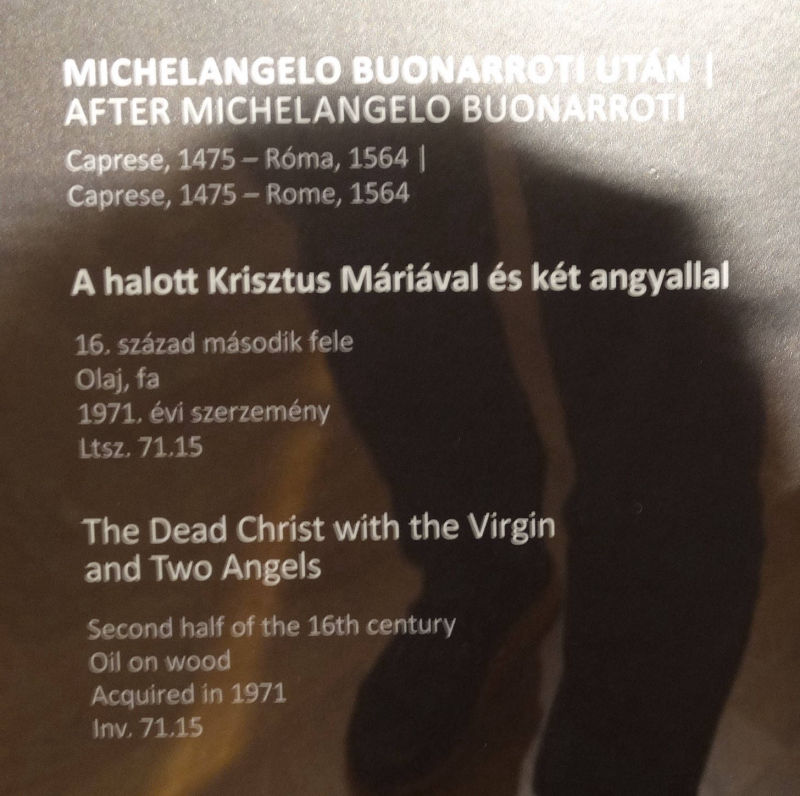 MICHELANGELO BUONARROTI UTÁN |
AFTER MICHELANGELO BUONARROTI
Caprese, 1475 – Róma, 1564 |
Caprese, 1475 – Rome, 1564
A halott Krisztus Máriával és két angyallal
16. század második fele
Olaj, fa
1971. évi szerzemény
Ltsz. 71.15
The Dead Christ with the Virgin
and Two Angels
Second half of the 16th century
Oil on wood
Acquired in 1971
Inv. 71.15